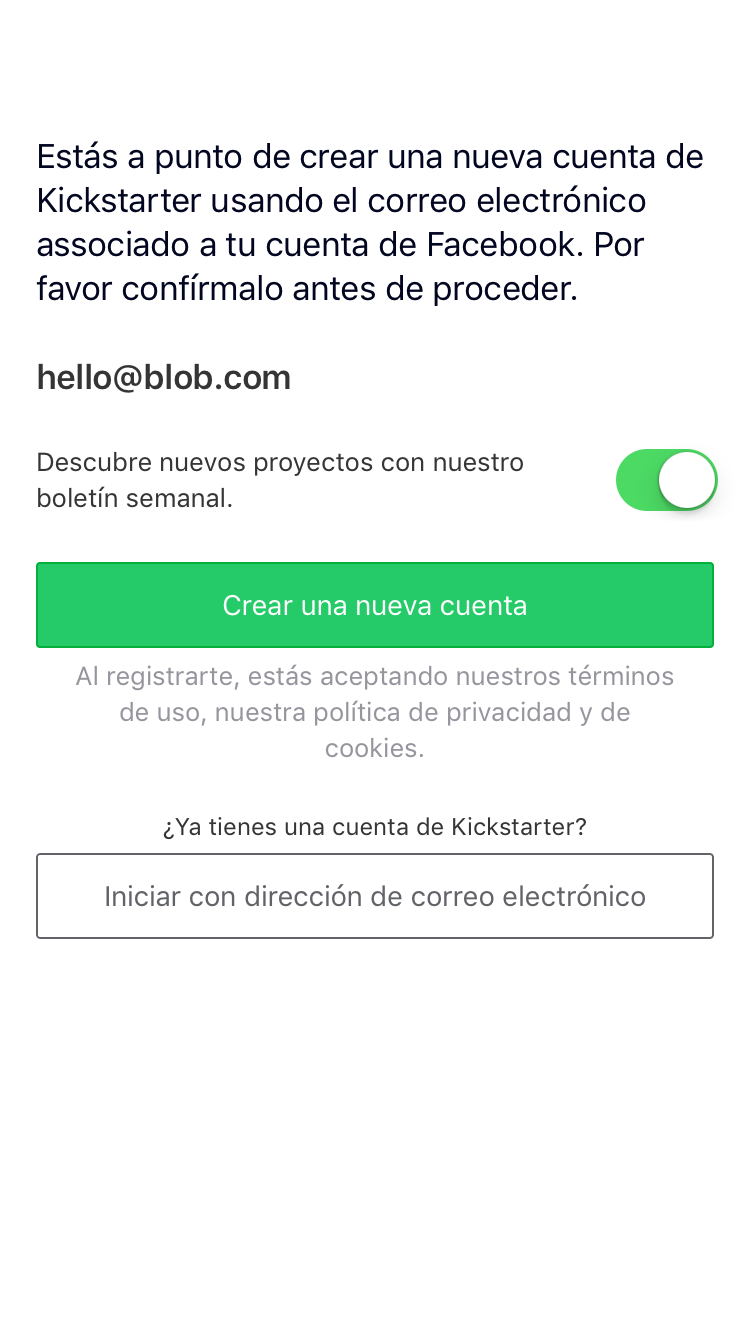 Estás a punto de crear una nueva cuenta de
Kickstarter usando el correo electrónico
associado a tu cuenta de Facebook. Por
favor confírmalo antes de proceder.
hello@blob.com
Descubre nuevos proyectos con nuestro
boletín semanal.
Crear una nueva cuenta
Al registrarte, estás aceptando nuestros términos
de uso, nuestra política de privacidad y de
cookies.
¿Ya tienes una cuenta de Kickstarter?
Iniciar con dirección de correo electrónico